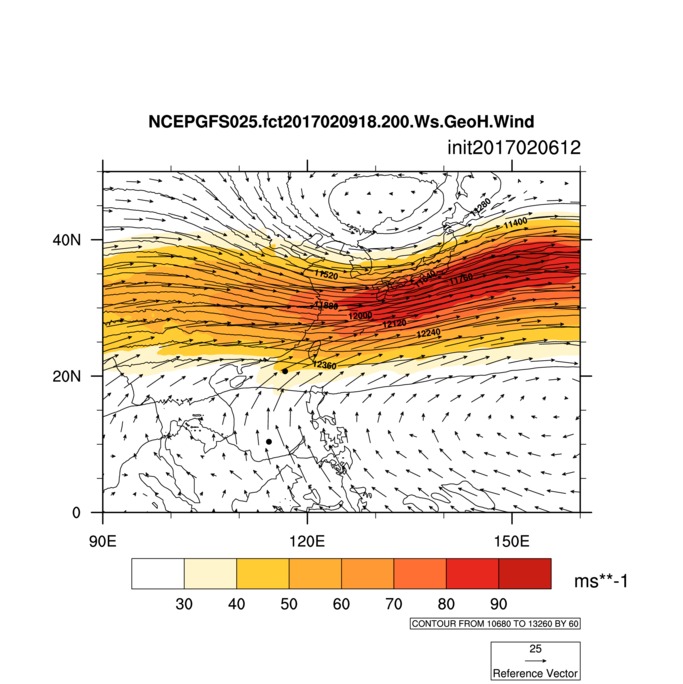 NCEPGFS025.fct2017020918.200.Ws.GeoH.Wind
init2017020612
11280
11400
40N
11520
11640
11760
11880
12000
12120
12240
12360
20N
0
90E 120E 150E
ms**-1
30 40 50 60 70 80 90
CONTOUR FROM 10680 TO 13260 BY 60
25
Reference Vector